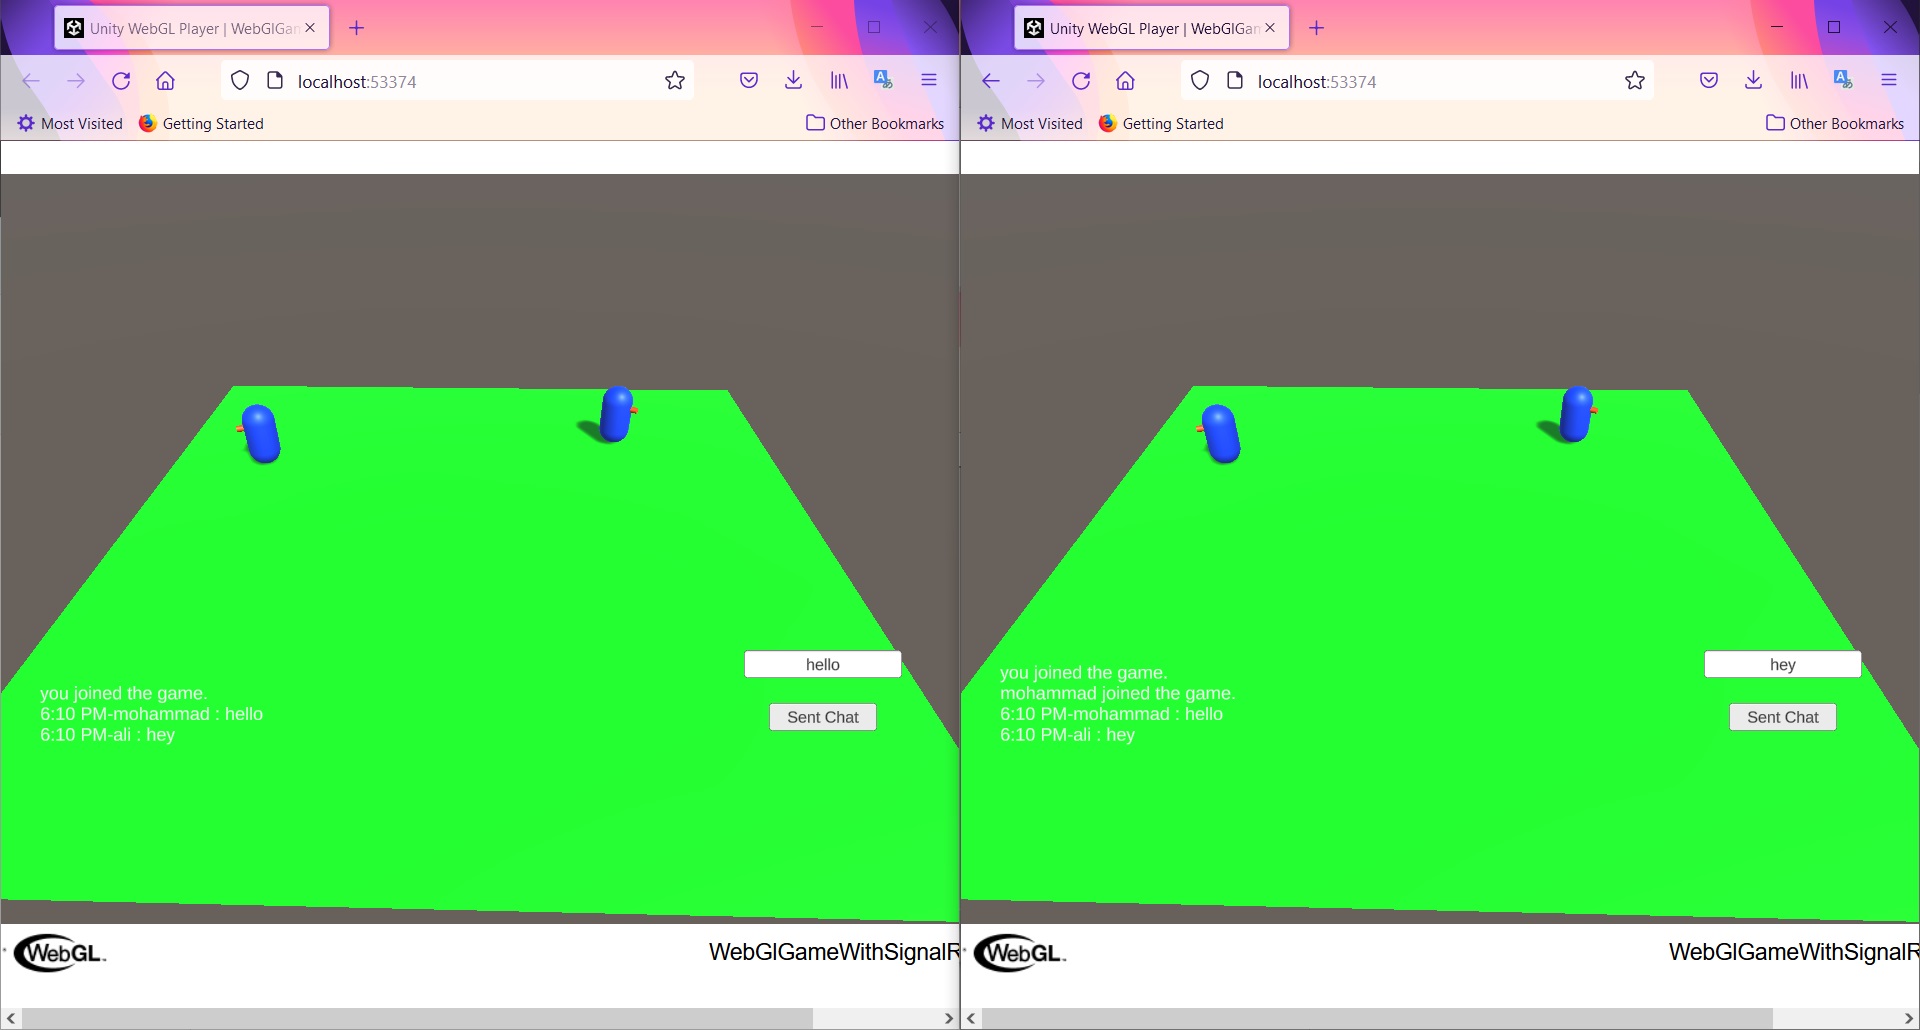 Unity WebGL Player | WebGlGan
localhost:53374
Most Visited
Getting Started
Other Bookmarks
hello
you joined the game.
6:10 PM-mohammad : hello
6:10 PM-ali : hey
Sent Chat
WebGL™
WebGlGameWithSignalR
Unity WebGL Player | WebGlGan
localhost:53374
Most Visited
Getting Started
Other Bookmarks
hey
you joined the game.
mohammad joined the game.
6:10 PM-mohammad : hello
6:10 PM-ali : hey
Sent Chat
WebGL™
WebGlGameWithSignalR